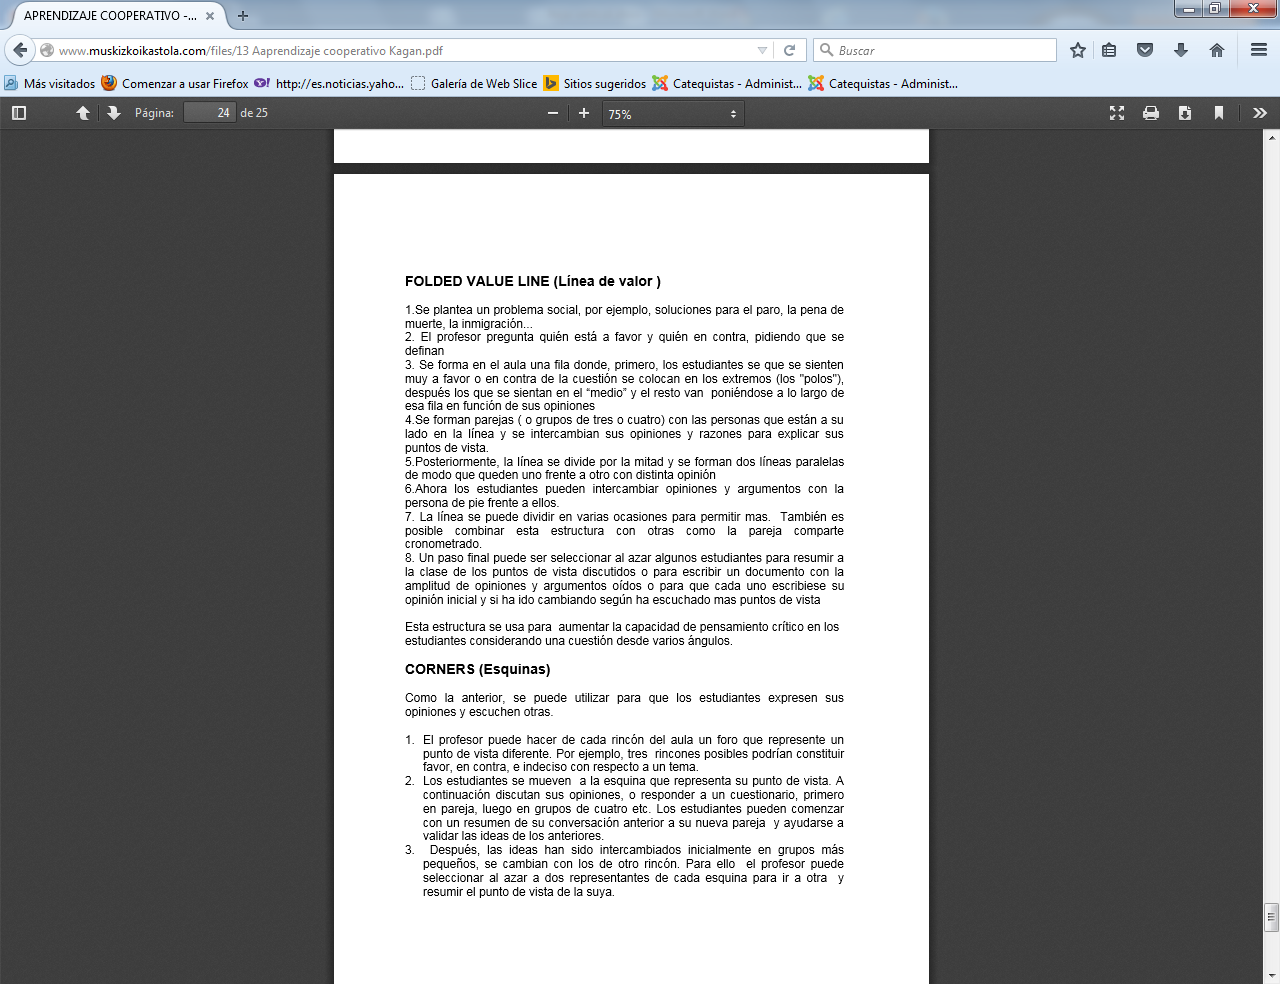 APRENDIZAJE COOPERATIVO -...
www.muskizkoikastola.com/files/13 Aaprendizaje cooperativo Kagan.pdf
Buscar
Más visitados Comenzar a usar Firefox http://es.noticias.yaho... Galería de Web Slice Sitios sugeridos Catequistas - Administ... Catequistas - Administ...
Página: 24 de 25 75%
FOLDED VALUE LINE (Línea de valor )
1.Se plantea un problema social, por ejemplo, soluciones para el paro, la pena de
muerte, la inmigración...
2. El profesor pregunta quién está a favor y quién en contra, pidiendo que se
definan
3. Se forma en el aula una fila donde, primero, los estudiantes se que se sienten
muy a favor o en contra de la cuestión se colocan en los extremos (los "polos"),
después los que se sientan en el “medio” y el resto van poniéndose a lo largo de
esa fila en función de sus opiniones
4.Se forman parejas ( o grupos de tres o cuatro) con las personas que están a su
lado en la línea y se intercambian sus opiniones y razones para explicar sus
puntos de vista.
5.Posteriormente, la línea se divide por la mitad y se forman dos líneas paralelas
de modo que queden uno frente a otro con distinta opinión
6.Ahora los estudiantes pueden intercambiar opiniones y argumentos con la
persona de pie frente a ellos.
7. La línea se puede dividir en varias ocasiones para permitir mas. También es
posible combinar esta estructura con otras como la pareja comparte
cronometrado.
8. Un paso final puede ser seleccionar al azar algunos estudiantes para resumir a
la clase de los puntos de vista discutidos o para escribir un documento con la
amplitud de opiniones y argumentos oídos o para que cada uno escribiese su
opinión inicial y si ha ido cambiando según ha escuchado mas puntos de vista
Esta estructura se usa para aumentar la capacidad de pensamiento crítico en los
estudiantes considerando una cuestión desde varios ángulos.
CORNERS (Esquinas)
Como la anterior, se puede utilizar para que los estudiantes expresen sus
opiniones y escuchen otras.
1. El profesor puede hacer de cada rincón del aula un foro que represente un
punto de vista diferente. Por ejemplo, tres rincones posibles podrían constituir
favor, en contra, e indeciso con respecto a un tema.
2. Los estudiantes se mueven a la esquina que representa su punto de vista. A
continuación discutan sus opiniones, o responder a un cuestionario, primero
en pareja, luego en grupos de cuatro etc. Los estudiantes pueden comenzar
con un resumen de su conversación anterior a su nueva pareja y ayudarse a
validar las ideas de los anteriores.
3. Después, las ideas han sido intercambiados inicialmente en grupos más
pequeños, se cambian con los de otro rincón. Para ello el profesor puede
seleccionar al azar a dos representantes de cada esquina para ir a otra y
resumir el punto de vista de la suya.